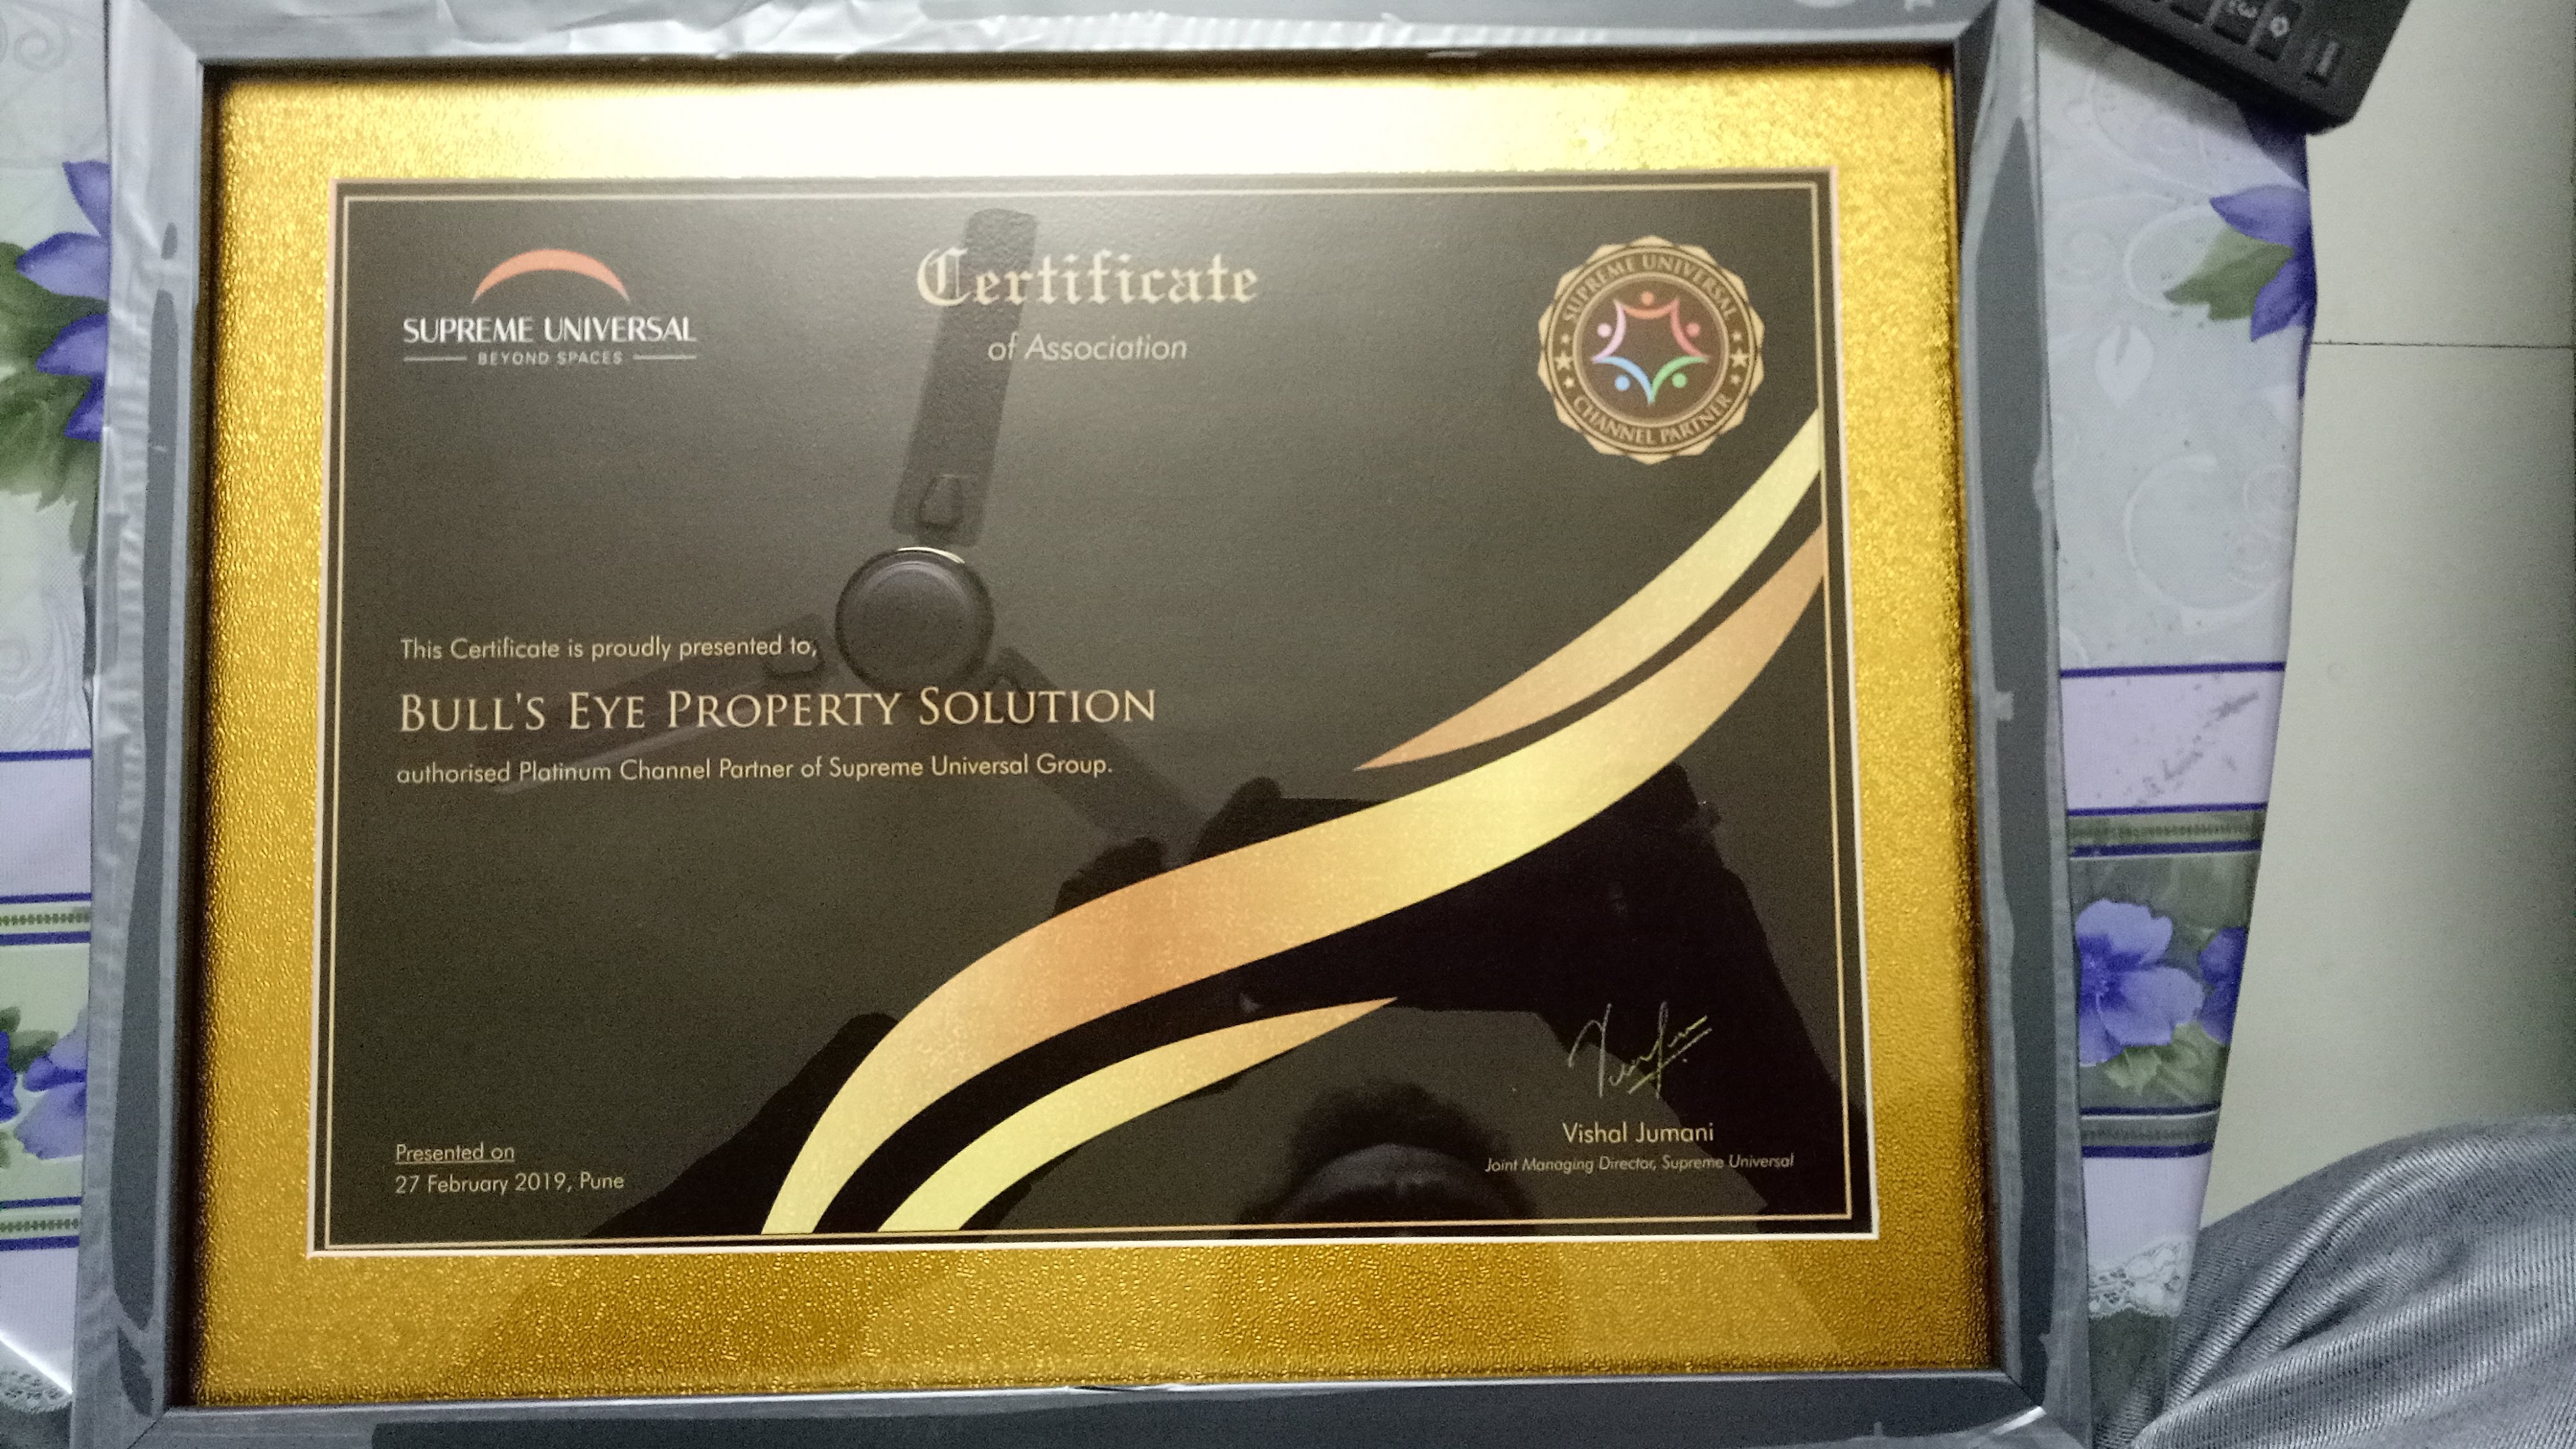 SUPREME UNIVERSAL
BEYOND SPACES
Certificate
of Association
SUPREME UNIVERSAL
CHANNEL PARTNER
This Certificate is proudly presented to,
BULL'S EYE PROPERTY SOLUTION
authorised Platinum Channel Partner of Supreme Universal Group.
Presented on
27 February 2019, Pune
Vishal Jumani
Joint Managing Director, Supreme Universal